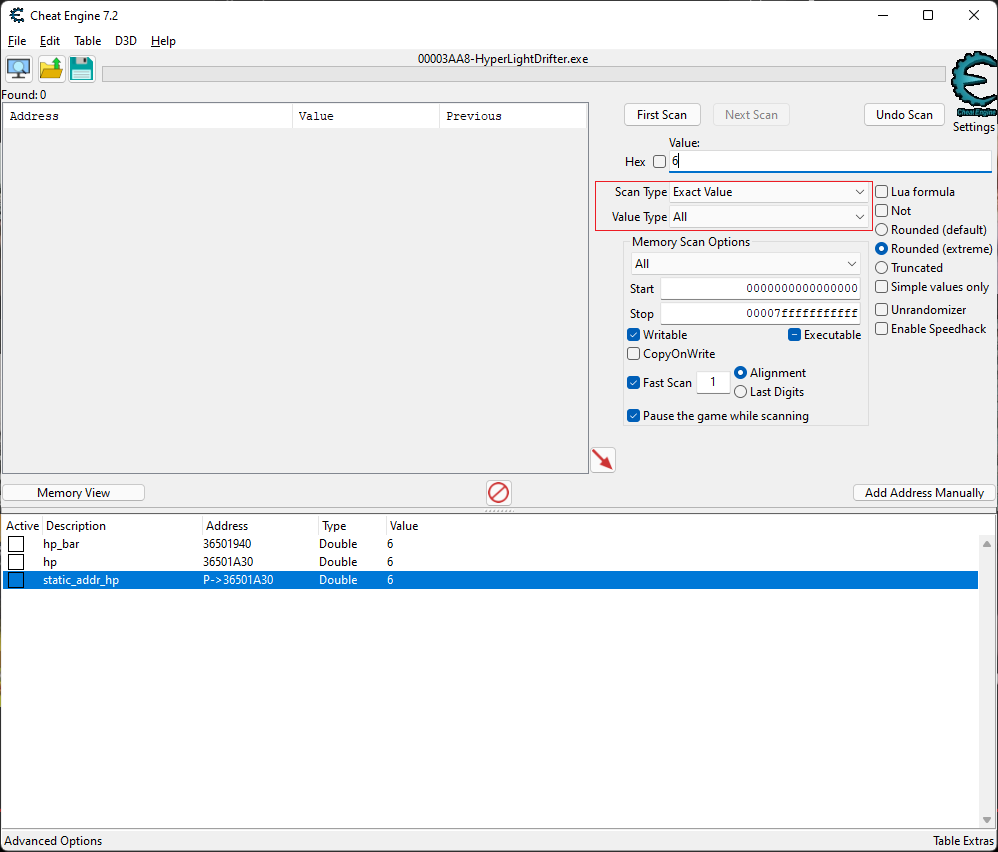 Cheat Engine 7.2
File Edit Table D3D Help
00003AA8-HyperLightDrifter.exe
Found: 0
Address Value Previous
First Scan Next Scan Undo Scan
Cheat Engine
Settings
Value:
Hex 6
Scan Type Exact Value
Value Type All
Lua formula
Not
Rounded (default)
Rounded (extreme)
Truncated
Simple values only
Unrandomizer
Enable Speedhack
Memory Scan Options
All
Start 0000000000000000
Stop 00007fffffffffff
Writable Executable
CopyOnWrite
Fast Scan 1 Alignment
Last Digits
Pause the game while scanning
Memory View Add Address Manually
Active Description Address Type Value
hp_bar 36501940 Double 6
hp 36501A30 Double 6
static_addr_hp P->36501A30 Double 6
Advanced Options Table Extras